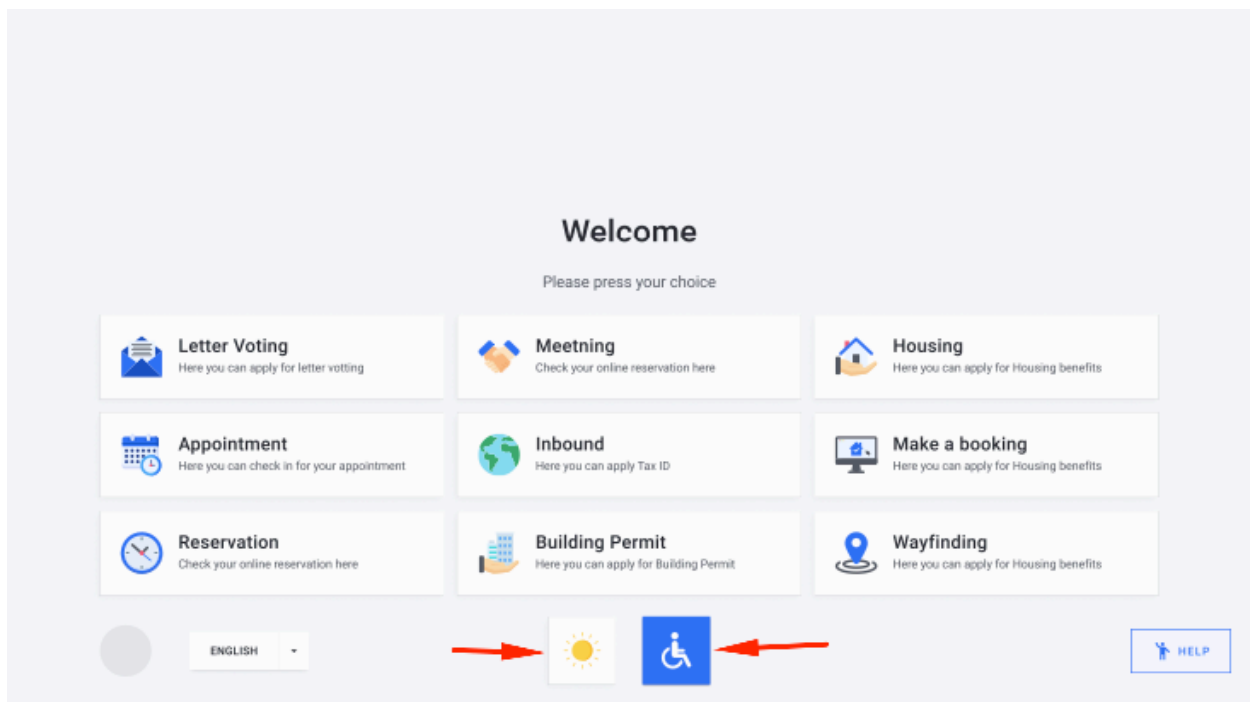 Welcome
Please press your choice
Letter Voting
Here you can apply for letter votting
Meetning
Check your online reservation here
Housing
Here you can apply for Housing benefits
Appointment
Here you can check in for your appointment
Inbound
Here you can apply Tax ID
Make a booking
Here you can apply for Housing benefits
Reservation
Check your online reservation here
Building Permit
Here you can apply for Building Permit
Wayfinding
Here you can apply for Housing benefits
ENGLISH
HELP